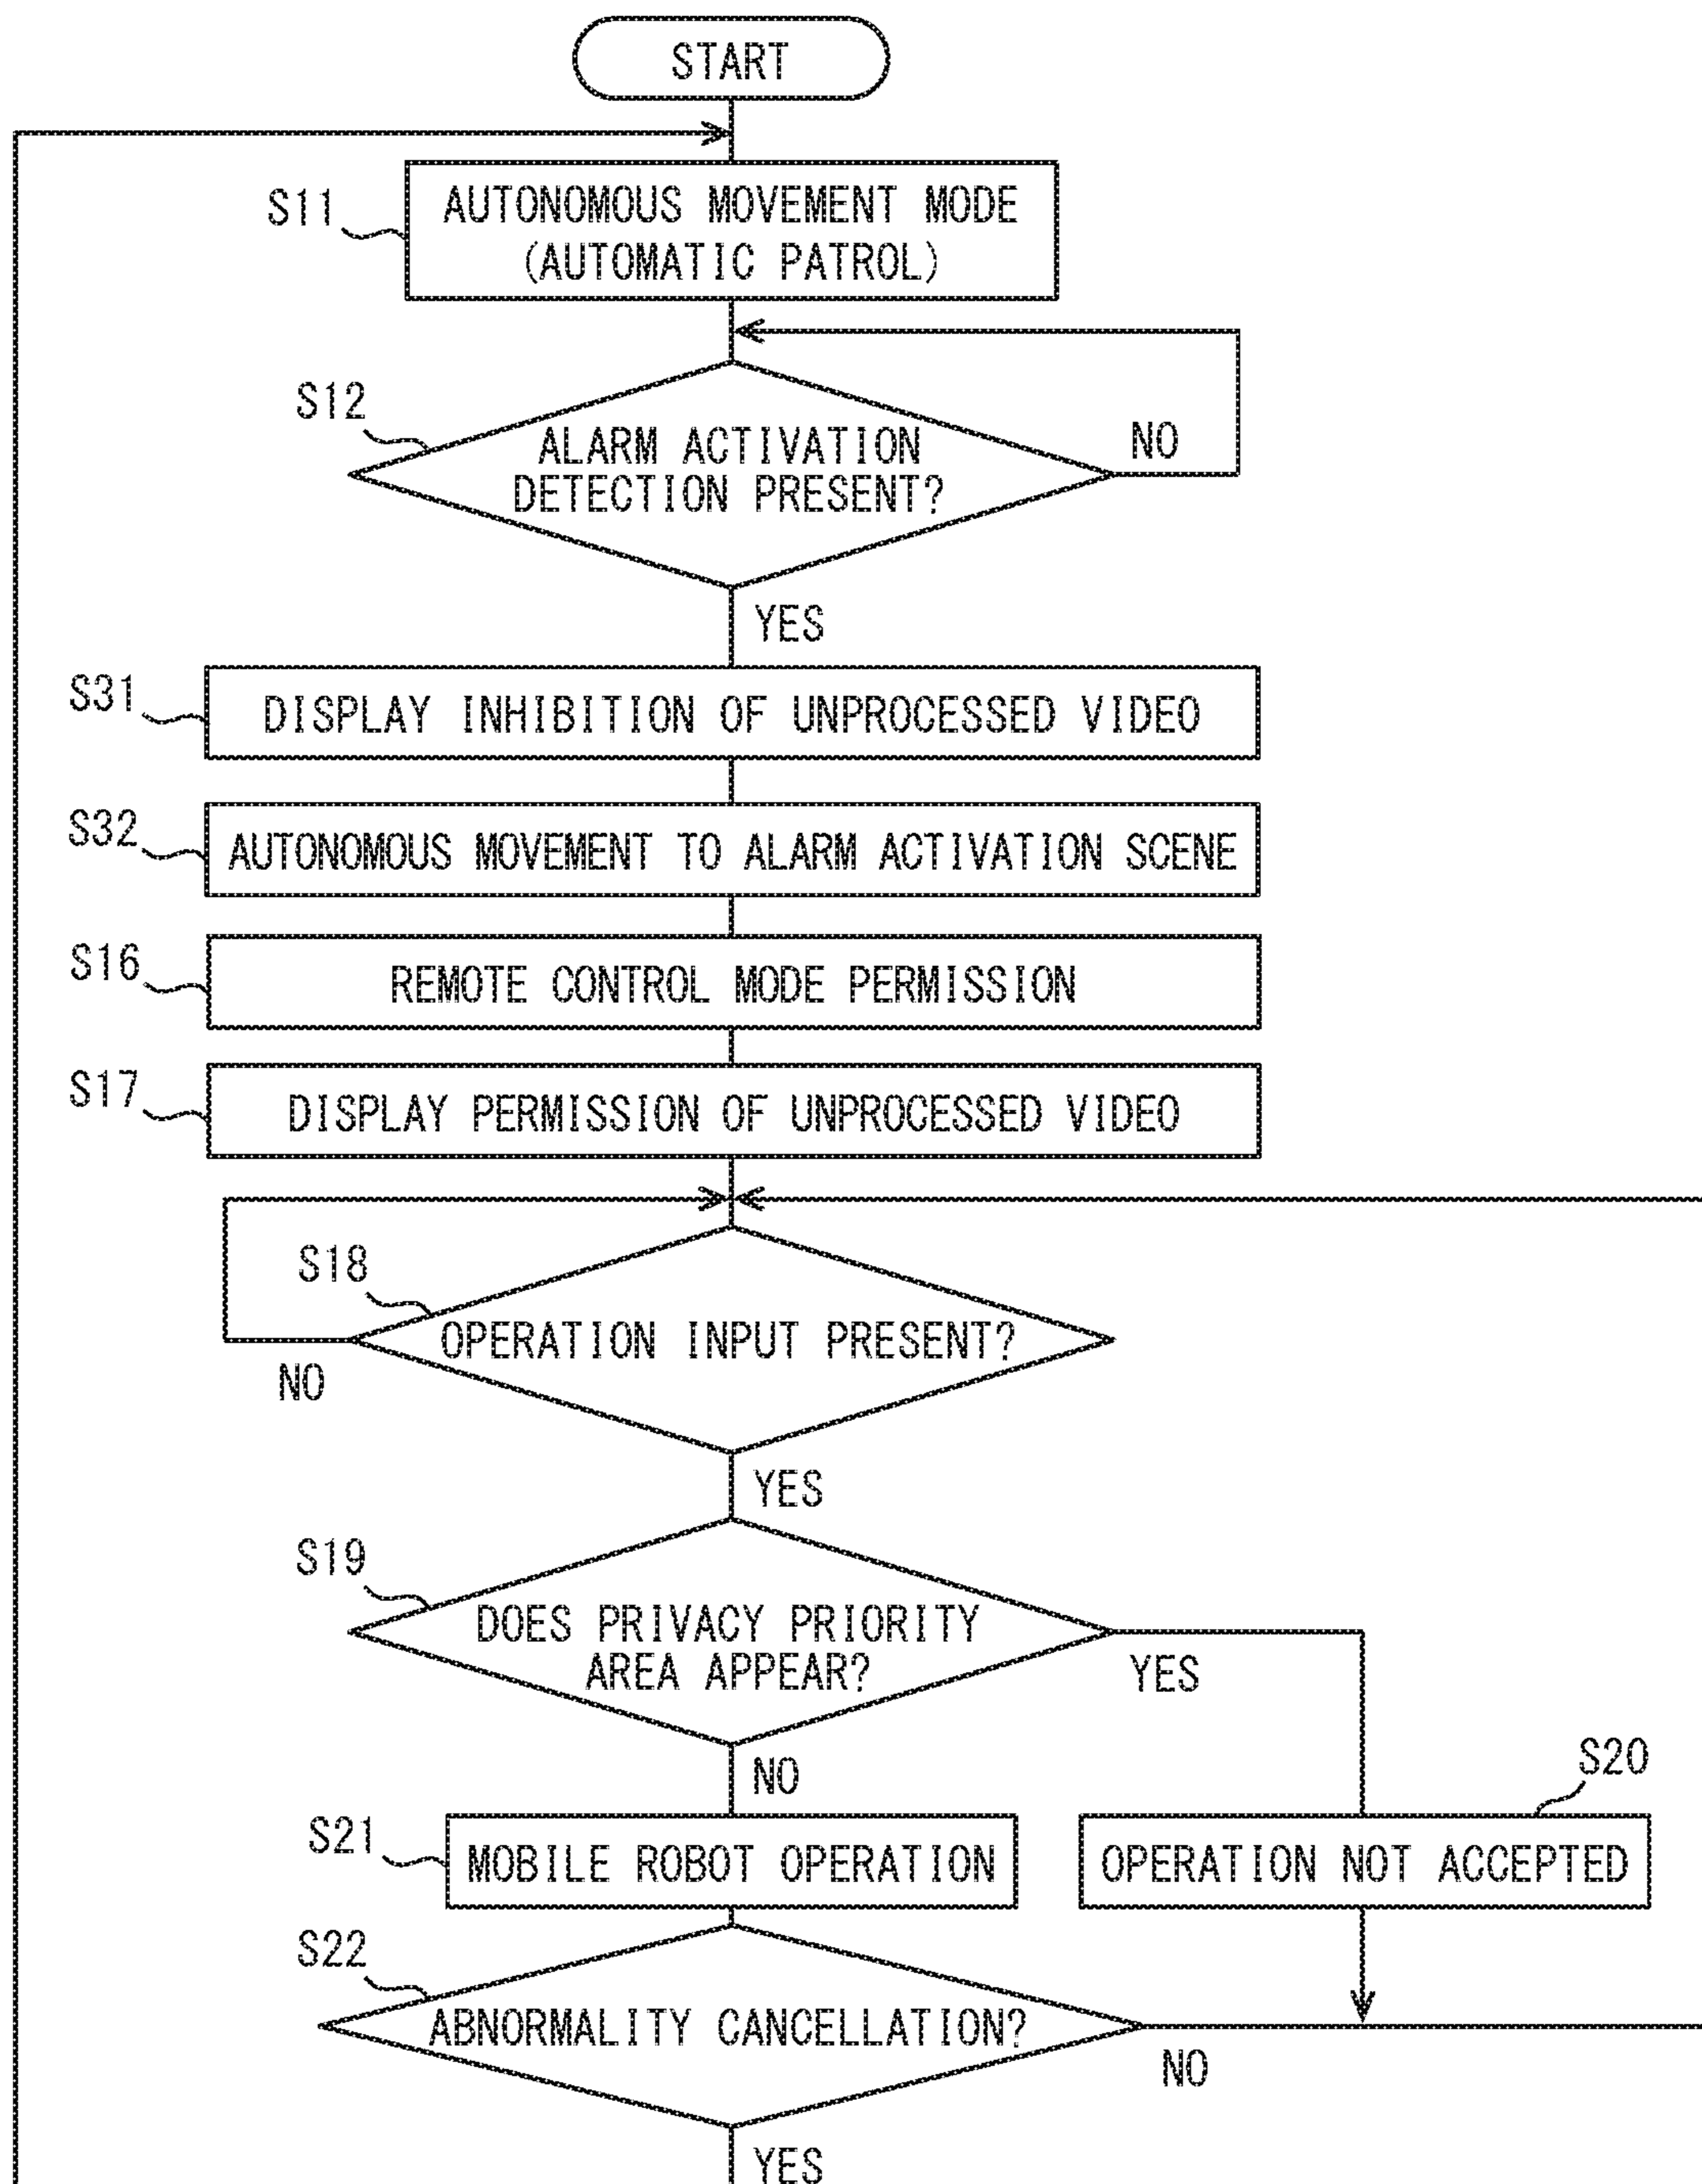 START
S11
AUTONOMOUS MOVEMENT MODE
(AUTOMATIC PATROL)
S12
ALARM ACTIVATION
DETECTION PRESENT?
NO
YES
S31
DISPLAY INHIBITION OF UNPROCESSED VIDEO
S32
AUTONOMOUS MOVEMENT TO ALARM ACTIVATION SCENE
S16
REMOTE CONTROL MODE PERMISSION
S17
DISPLAY PERMISSION OF UNPROCESSED VIDEO
S18
OPERATION INPUT PRESENT?
NO
YES
S19
DOES PRIVACY PRIORITY
AREA APPEAR?
YES
NO
S20
S21
MOBILE ROBOT OPERATION
OPERATION NOT ACCEPTED
S22
ABNORMALITY CANCELLATION?
NO
YES